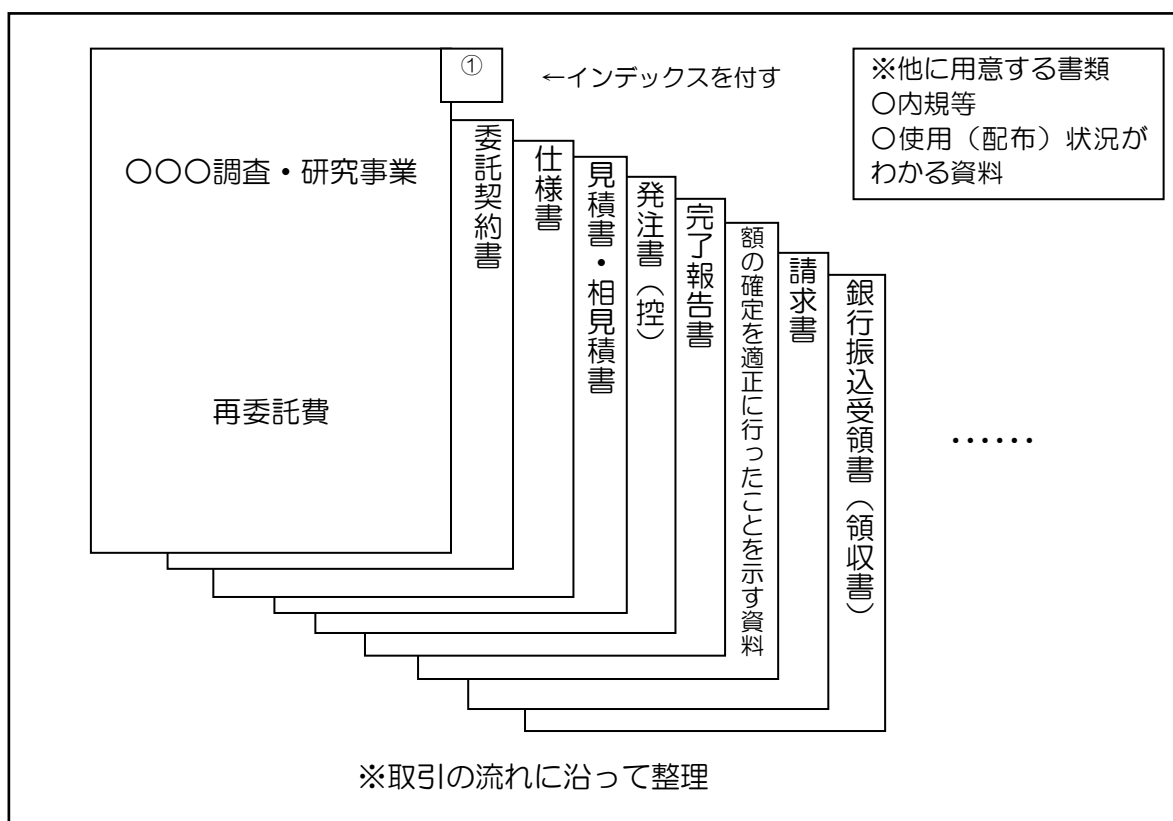 ①
←インデックスを付す
※他に用意する書類
〇内規等
〇使用（配布）状況が
わかる資料
〇〇〇調査・研究事業
再委託費
委託契約書
仕様書
見積書・相見積書
発注書（控）
完了報告書
額の確定を適正に行ったことを示す資料
請求書
銀行振込受領書（領収書）
……
※取引の流れに沿って整理